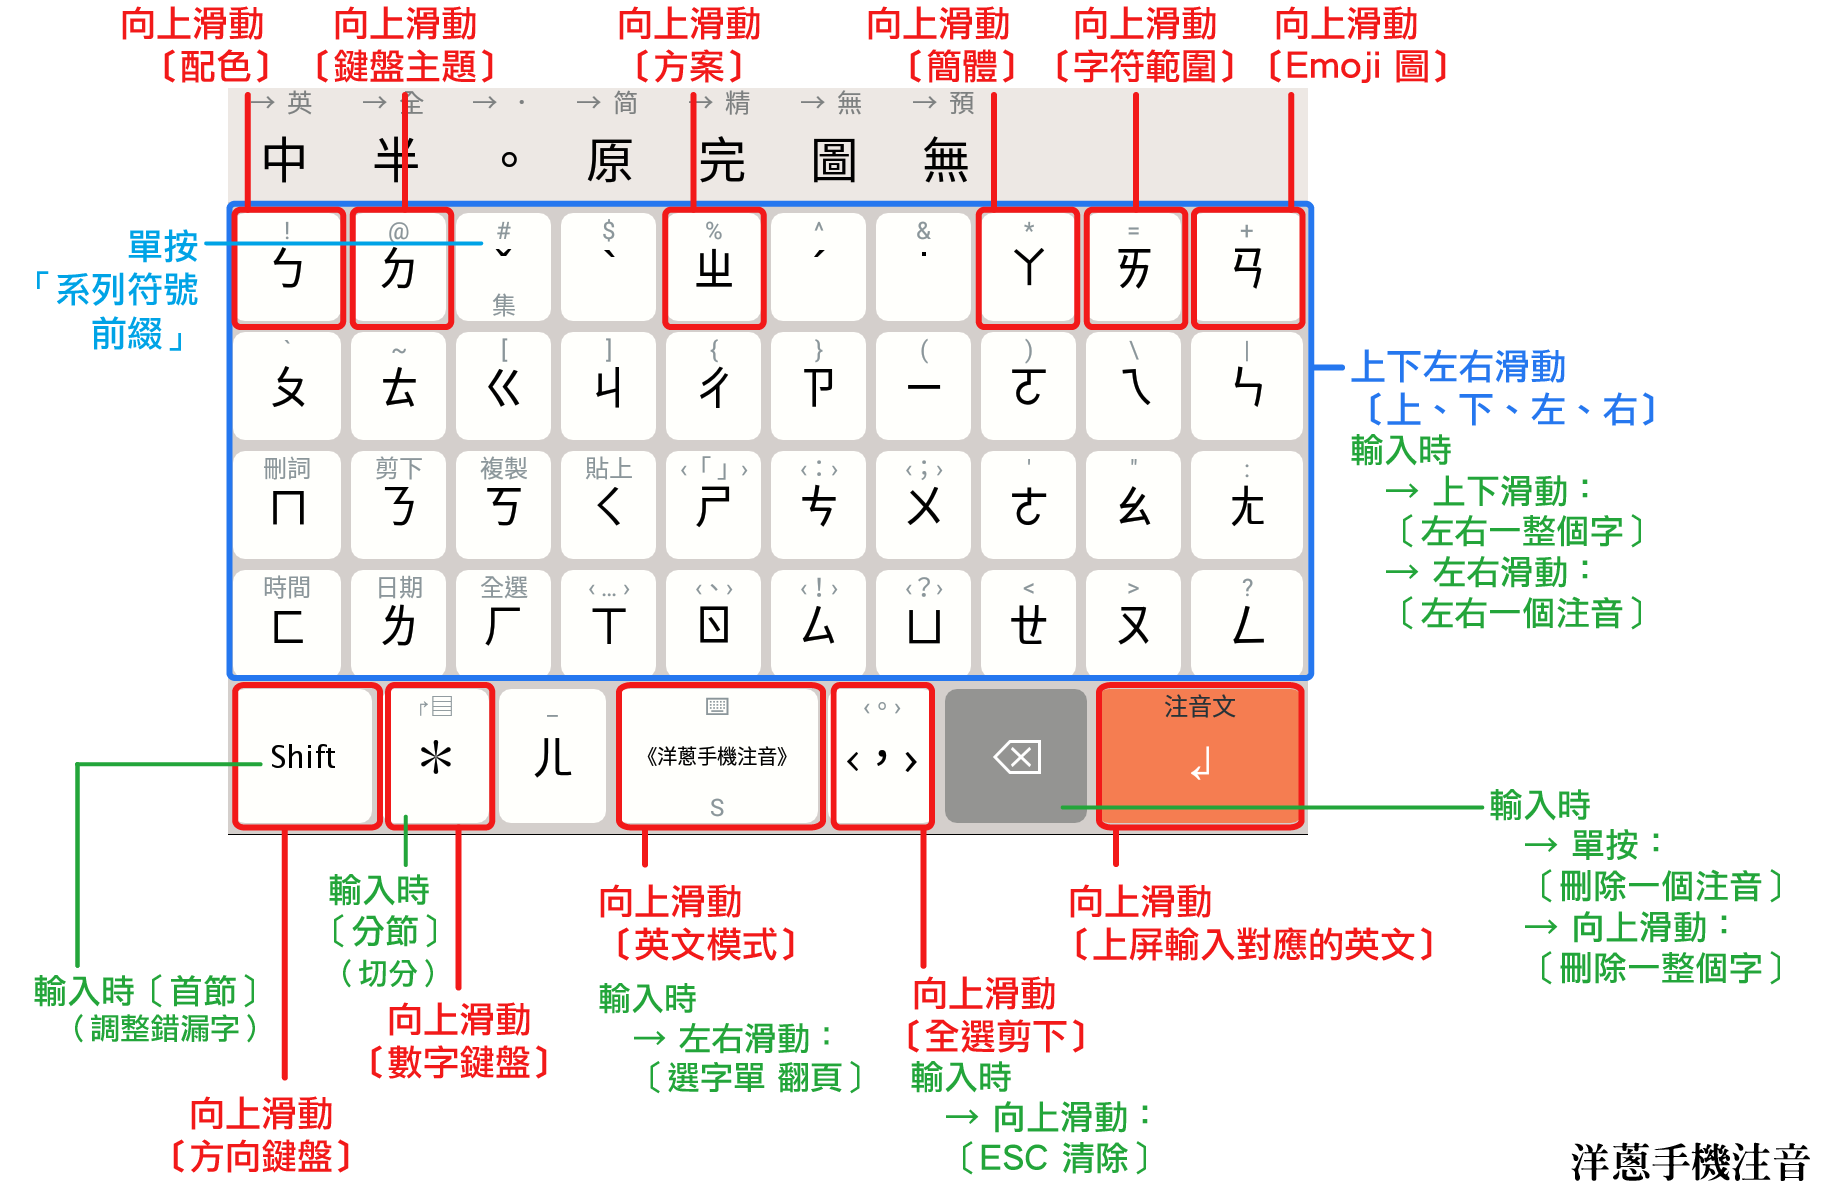 向上滑動
〔配色〕
向上滑動
〔鍵盤主題〕
向上滑動
〔方案〕
向上滑動
〔簡體〕
向上滑動
〔字符範圍〕
向上滑動
〔Emoji 圖〕
→ 英 → 全 → · → 简 → 精 → 無 → 預
中 半 。 原 完 圖 無
! @ # $ % ^ & * = +
ㄅ ㄉ ˇ ˋ ㄓ ˊ ˙ ㄚ ㄞ ㄢ
集
` ~ [ ] { } ( ) \ |
ㄆ ㄊ ㄍ ㄐ ㄔ ㄗ ㄧ ㄛ ㄟ ㄣ
刪詞 剪下 複製 貼上 ‹「」› ‹：› ‹；› ' " :
ㄇ ㄋ ㄎ ㄑ ㄕ ㄘ ㄨ ㄜ ㄠ ㄤ
時間 日期 全選 ‹…› ‹、› ‹！› ‹？› < > ?
ㄈ ㄌ ㄏ ㄒ ㄖ ㄙ ㄩ ㄝ ㄡ ㄥ
_ ‹。› 注音文
Shift ＊ ㄦ 《洋蔥手機注音》 ‹，› ↲
S
單按
「系列符號
前綴」
上下左右滑動
〔上、下、左、右〕
輸入時
→ 上下滑動：
〔左右一整個字〕
→ 左右滑動：
〔左右一個注音〕
輸入時
→ 單按：
〔刪除一個注音〕
→ 向上滑動：
〔刪除一整個字〕
輸入時〔首節〕
（調整錯漏字）
向上滑動
〔方向鍵盤〕
輸入時
〔分節〕
（切分）
向上滑動
〔數字鍵盤〕
向上滑動
〔英文模式〕
輸入時
→ 左右滑動：
〔選字單 翻頁〕
向上滑動
〔全選剪下〕
輸入時
→ 向上滑動：
〔ESC 清除〕
向上滑動
〔上屏輸入對應的英文〕
洋蔥手機注音